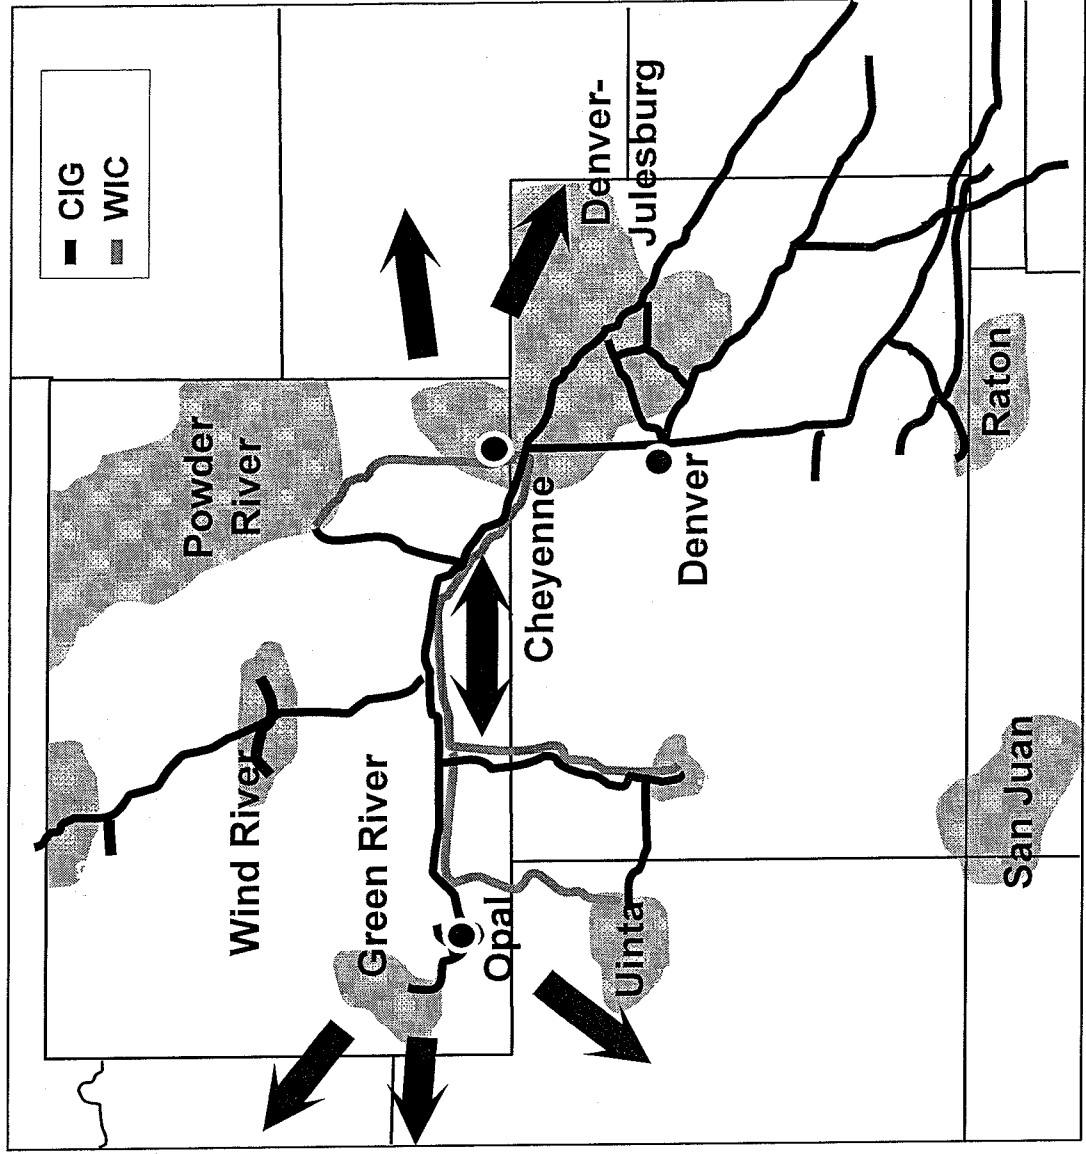 CIG
WIC
Powder
River
Wind River
Green River
Opal
Cheyenne
Denver-
Julesburg
Denver
Uinta
Raton
San Juan